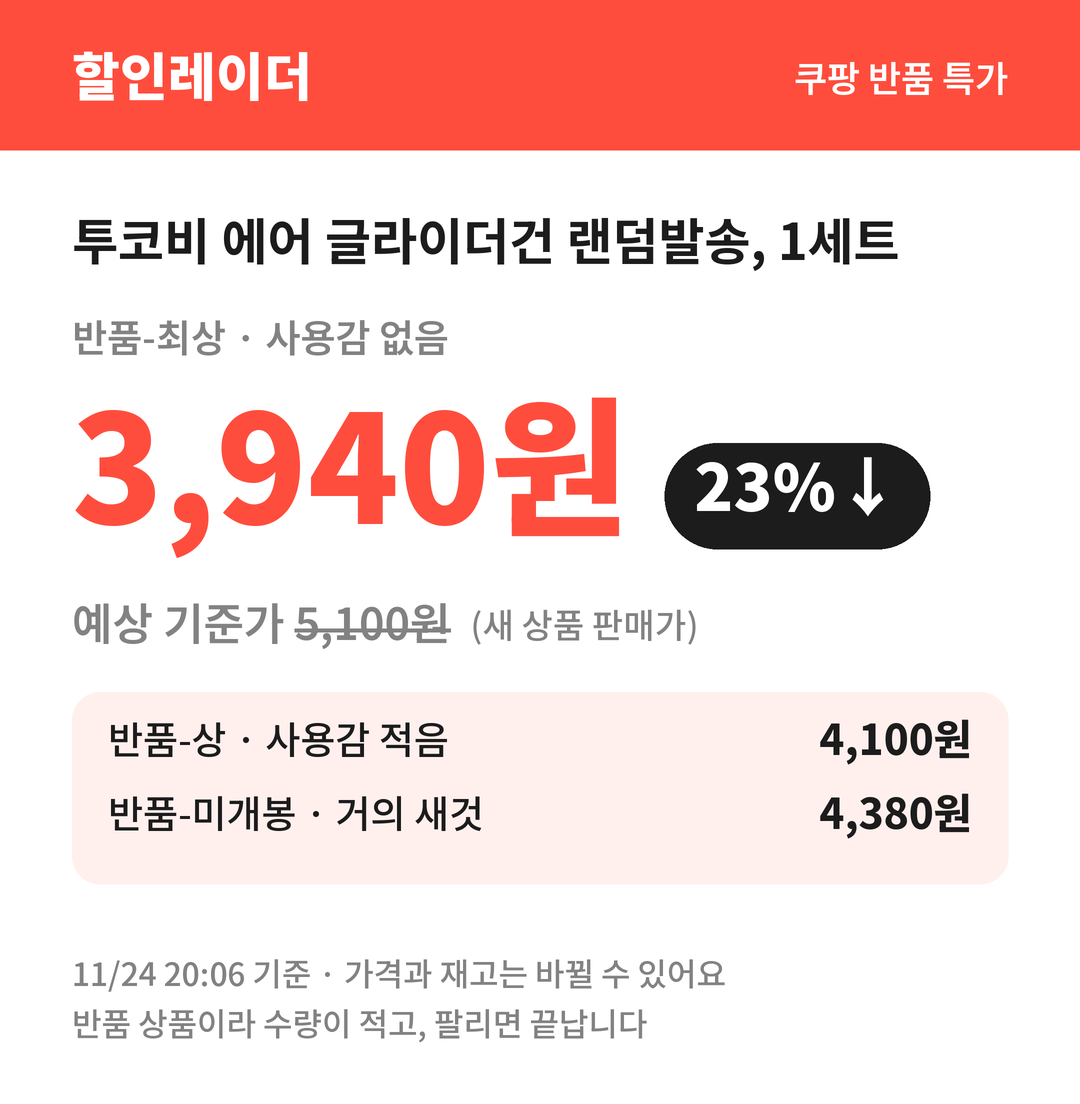 할인레이더
쿠팡 반품 특가
투코비 에어 글라이더건 랜덤발송, 1세트
반품-최상 · 사용감 없음
3,940원 23%↓
예상 기준가 5,100원 (새 상품 판매가)
반품-상 · 사용감 적음 4,100원
반품-미개봉 · 거의 새것 4,380원
11/24 20:06 기준 · 가격과 재고는 바뀔 수 있어요
반품 상품이라 수량이 적고, 팔리면 끝납니다